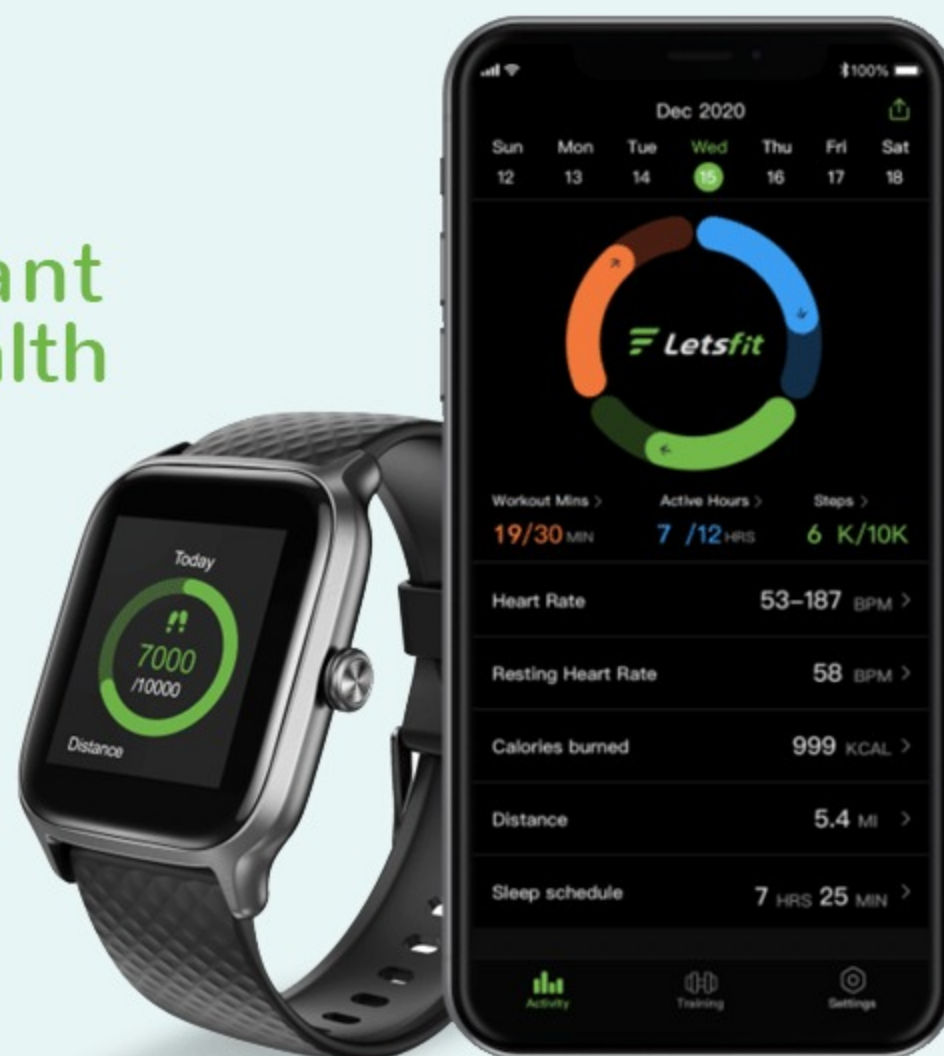 ant
alth
100%
Dec 2020
Sun Mon Tue Wed Thu Fri Sat
12 13 14 15 16 17 18
Letsfit
Workout Mins > Active Hours > Steps >
19/30 MIN 7 /12 HRS 6 K/10K
Heart Rate 53–187 BPM >
Resting Heart Rate 58 BPM >
Calories burned 999 KCAL >
Distance 5.4 MI >
Sleep schedule 7 HRS 25 MIN >
Activity Training Settings
Today
7000
/10000
Distance